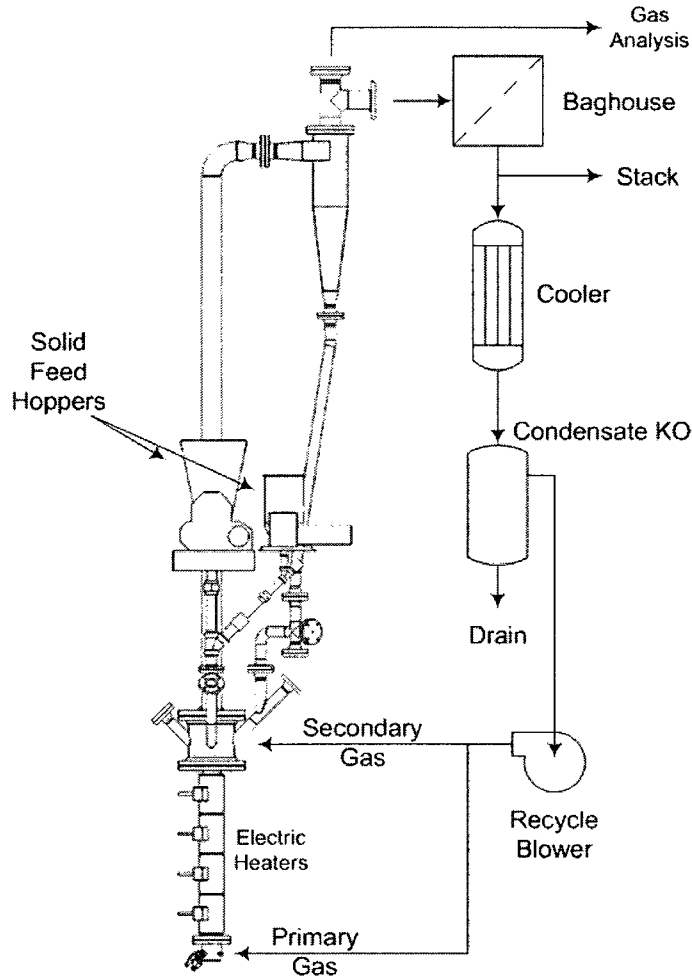 Gas
Analysis
Baghouse
Stack
Cooler
Solid
Feed
Hoppers
Condensate KO
Drain
Secondary
Gas
Recycle
Blower
Electric
Heaters
Primary
Gas